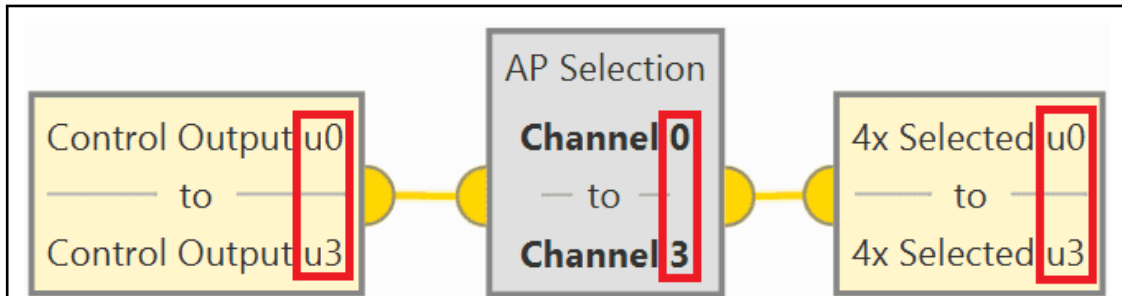 Control Output u0
to
Control Output u3
AP Selection
Channel 0
to
Channel 3
4x Selected u0
to
4x Selected u3